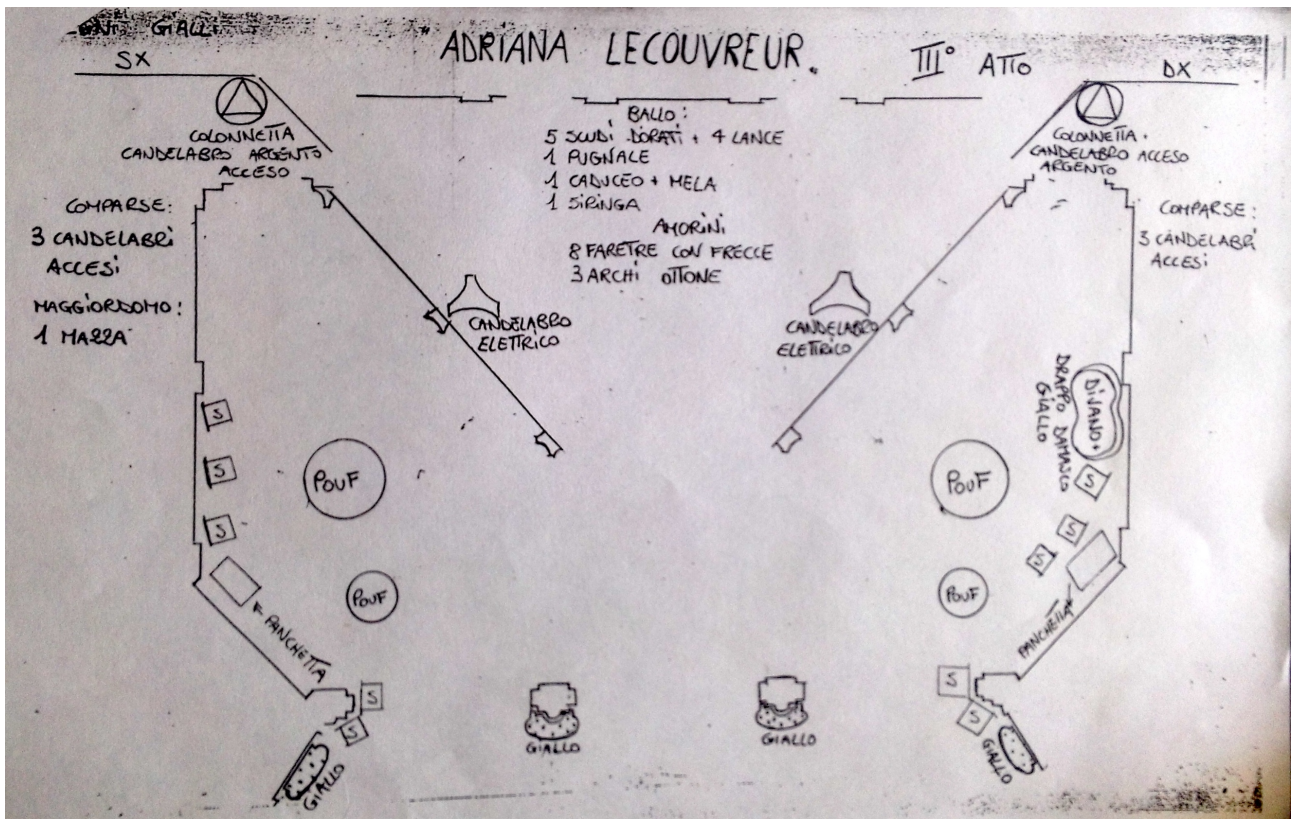 GIALLI
ADRIANA LECOUVREUR.
III° ATTO
SX
DX
COLONNETTA
CANDELABRO ARGENTO
ACCESO
BALLO:
5 SCUDI DORATI + 4 LANCE
1 PUGNALE
1 CADUCEO + MELA
1 SIRINGA
AMORINI
8 FARETRE CON FRECCE
3 ARCHI OTTONE
COLONNETTA.
CANDELABRO ACCESO
ARGENTO
COMPARSE:
3 CANDELABRI
ACCESI
MAGGIORDOMO:
1 MAZZA
COMPARSE:
3 CANDELABRI
ACCESI
CANDELABRO
ELETTRICO
CANDELABRO
ELETTRICO
DIVANO+
DRAPPO DAMASCO
GIALLO
S
S
S
POUF
POUF
S
S
S
POUF
POUF
PANCHETTA
PANCHETTA
S
S
GIALLO
GIALLO
GIALLO
S
S
GIALLO